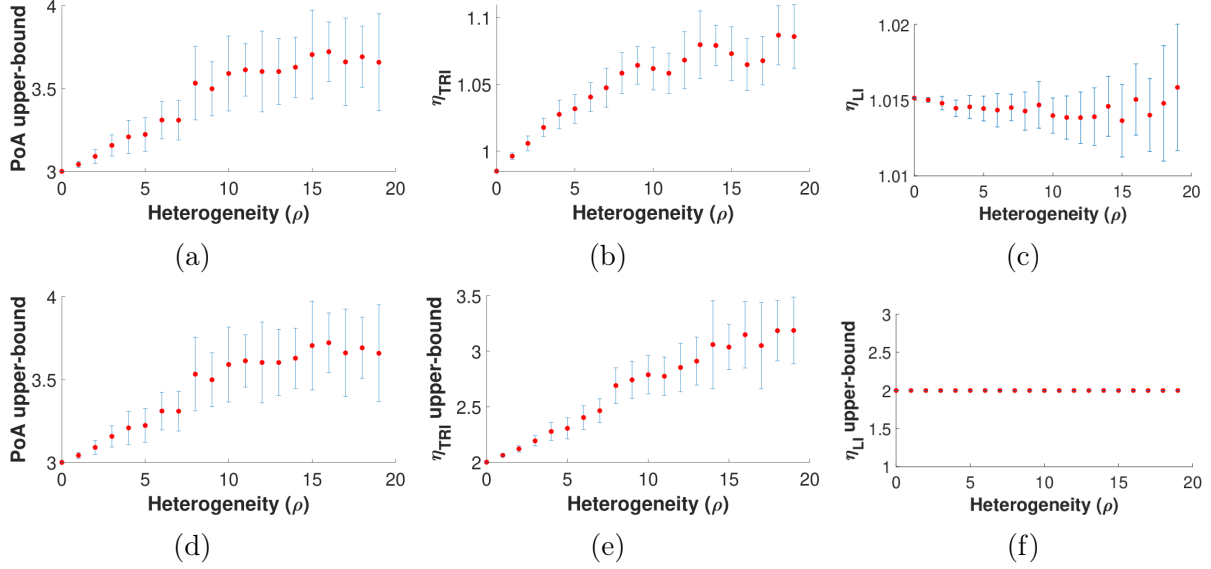 PoA upper-bound
4
3.5
3
0 5 10 15 20
Heterogeneity (ρ)
(a)
η_TRI
1.1
1.05
1
0 5 10 15 20
Heterogeneity (ρ)
(b)
η_LI
1.02
1.015
1.01
0 5 10 15 20
Heterogeneity (ρ)
(c)
PoA upper-bound
4
3.5
3
0 5 10 15 20
Heterogeneity (ρ)
(d)
η_TRI upper-bound
3.5
3
2.5
2
0 5 10 15 20
Heterogeneity (ρ)
(e)
η_LI upper-bound
3
2.5
2
1.5
1
0 5 10 15 20
Heterogeneity (ρ)
(f)